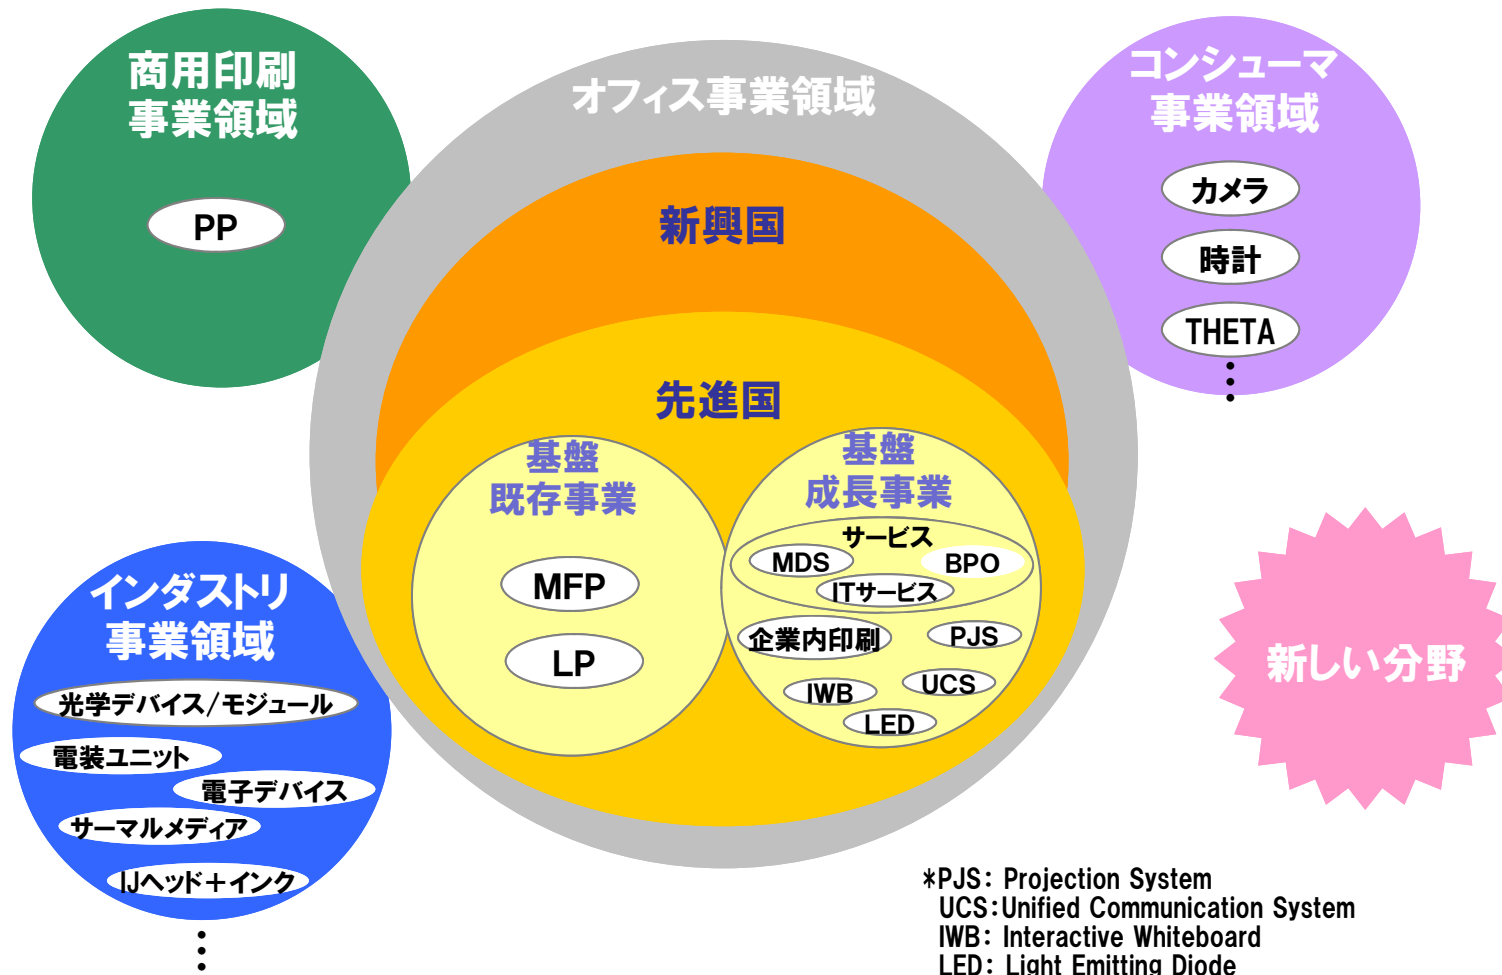 商用印刷
事業領域
PP
オフィス事業領域
新興国
先進国
基盤
既存事業
MFP
LP
基盤
成長事業
サービス
MDS
BPO
ITサービス
企業内印刷
PJS
IWB
UCS
LED
コンシューマ
事業領域
カメラ
時計
THETA
インダストリ
事業領域
光学デバイス/モジュール
電装ユニット
電子デバイス
サーマルメディア
IJヘッド＋インク
新しい分野
*PJS: Projection System
UCS:Unified Communication System
IWB: Interactive Whiteboard
LED: Light Emitting Diode